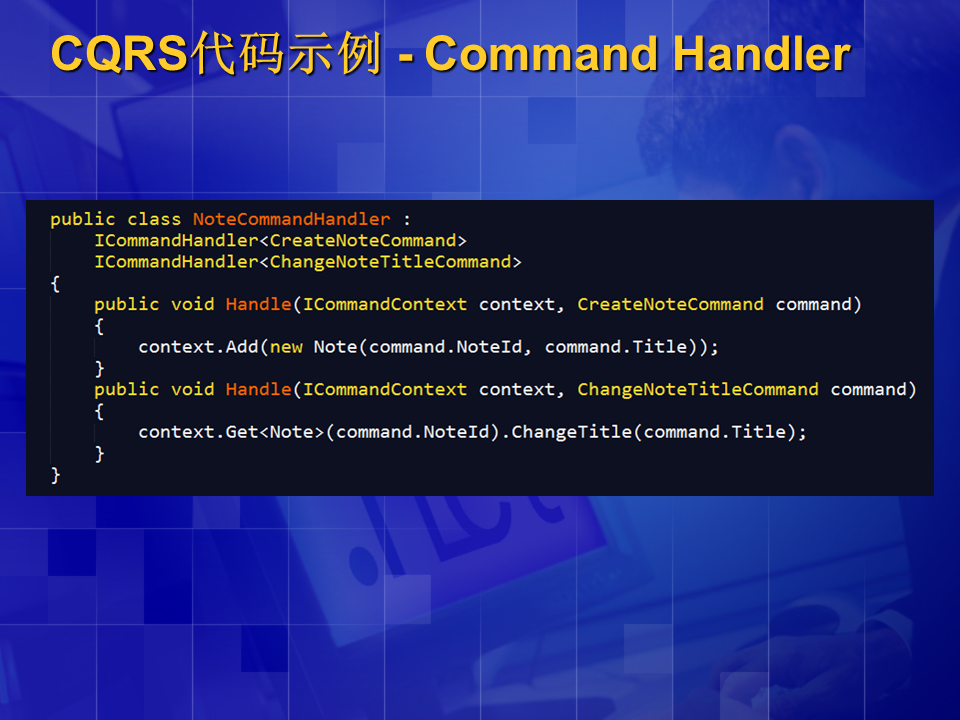 CQRS代码示例 - Command Handler
public class NoteCommandHandler :
    ICommandHandler<CreateNoteCommand>
    ICommandHandler<ChangeNoteTitleCommand>
{
    public void Handle(ICommandContext context, CreateNoteCommand command)
    {
        context.Add(new Note(command.NoteId, command.Title));
    }
    public void Handle(ICommandContext context, ChangeNoteTitleCommand command)
    {
        context.Get<Note>(command.NoteId).ChangeTitle(command.Title);
    }
}